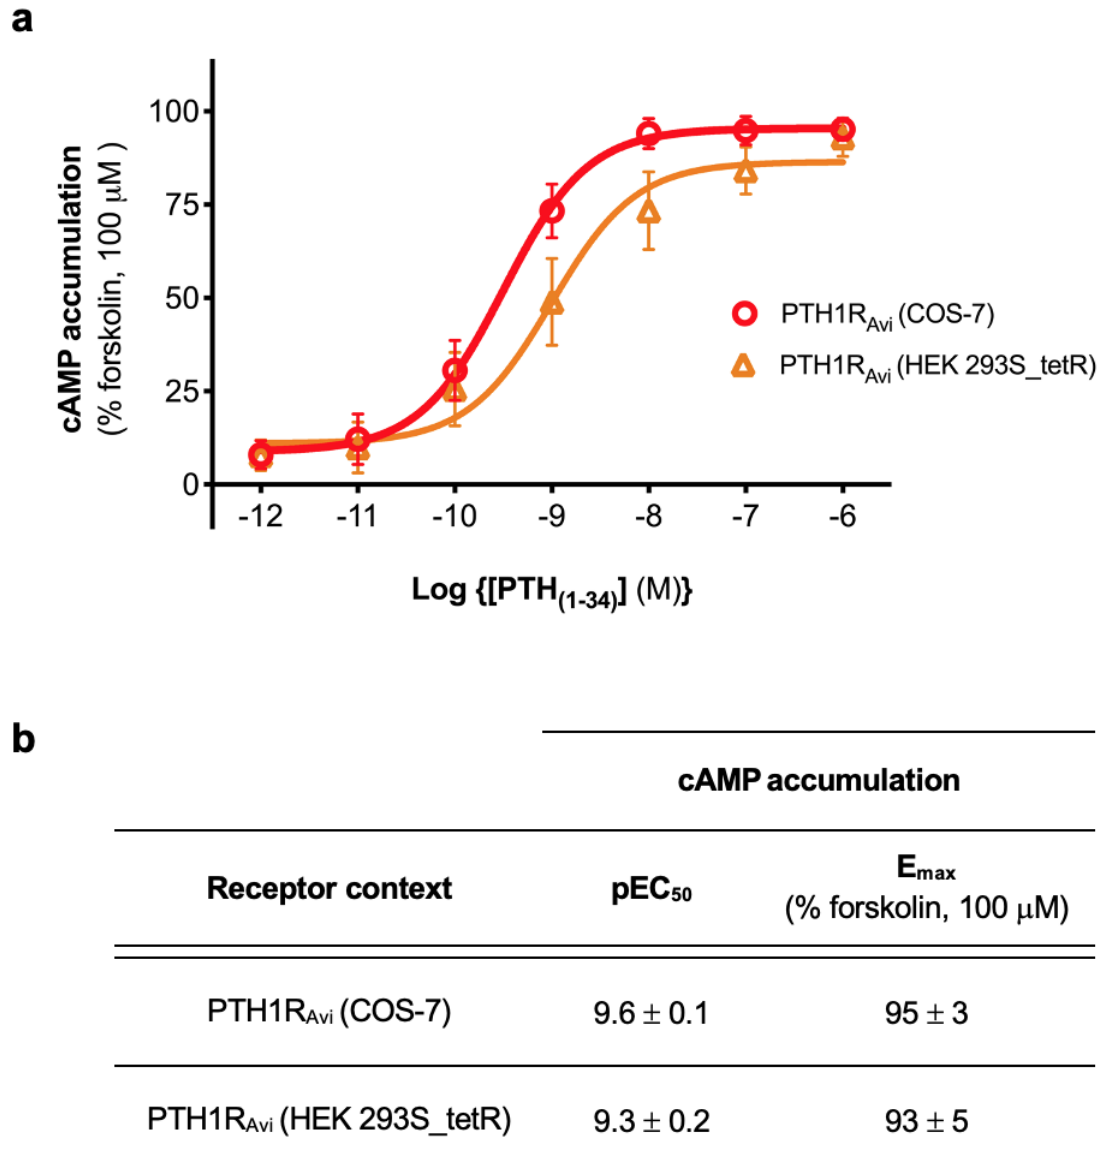 a
cAMP accumulation
(% forskolin, 100 μM )
100
75
50
25
0
-12 -11 -10 -9 -8 -7 -6
Log {[PTH(1-34)] (M)}
PTH1RAvi (COS-7)
PTH1RAvi (HEK 293S_tetR)
b
cAMP accumulation
Receptor context pEC50 Emax
(% forskolin, 100 μM)
PTH1RAvi (COS-7) 9.6 ± 0.1 95 ± 3
PTH1RAvi (HEK 293S_tetR) 9.3 ± 0.2 93 ± 5